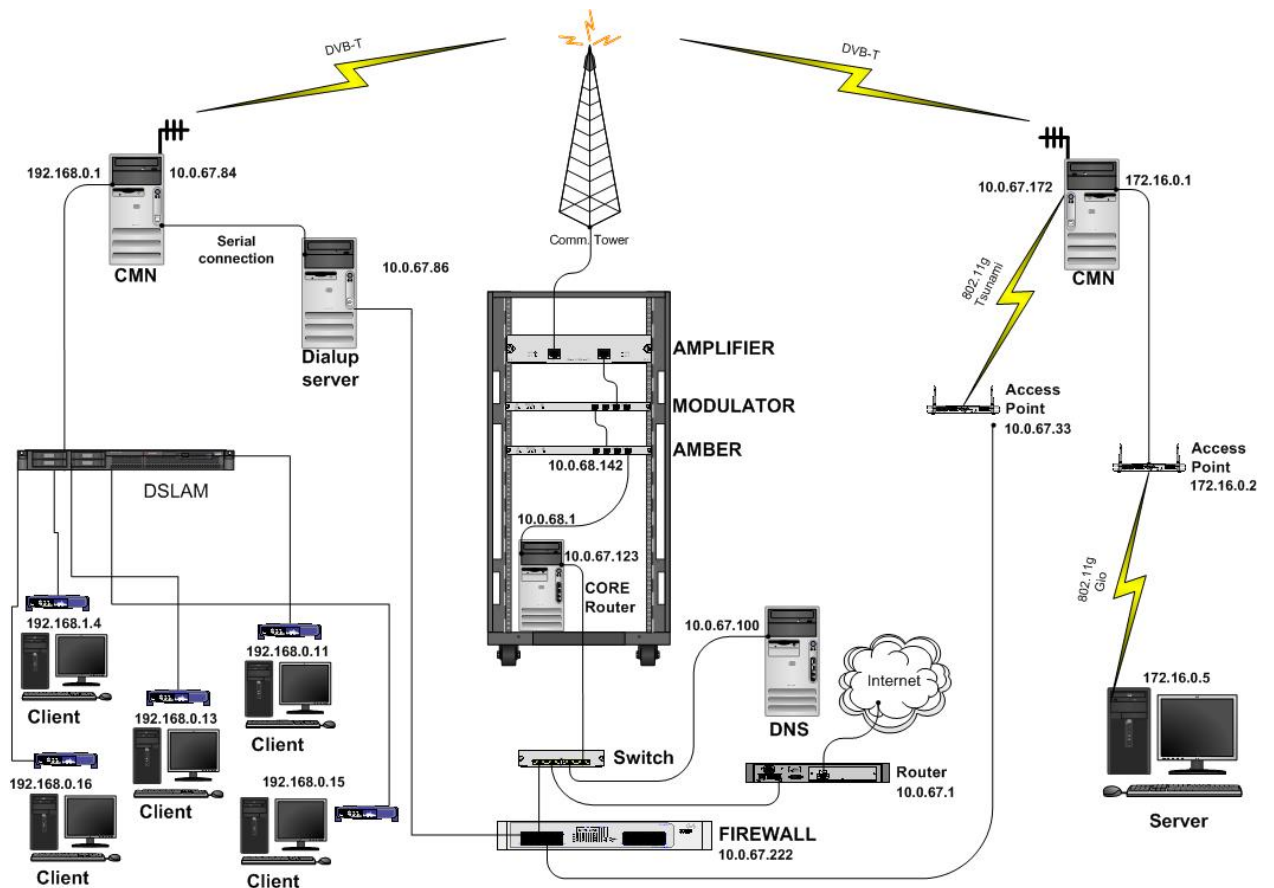 DVB-T
DVB-T
192.168.0.1
10.0.67.84
CMN
Serial
connection
10.0.67.86
Dialup
server
Comm. Tower
10.0.67.172
172.16.0.1
CMN
802.11g
Tsunami
AMPLIFIER
MODULATOR
AMBER
10.0.68.142
10.0.68.1
10.0.67.123
CORE
Router
Access
Point
10.0.67.33
Access
Point
172.16.0.2
802.11g
Gio
DSLAM
192.168.1.4
Client
192.168.0.11
Client
192.168.0.13
Client
192.168.0.16
Client
192.168.0.15
Client
10.0.67.100
DNS
Internet
Switch
Router
10.0.67.1
FIREWALL
10.0.67.222
172.16.0.5
Server